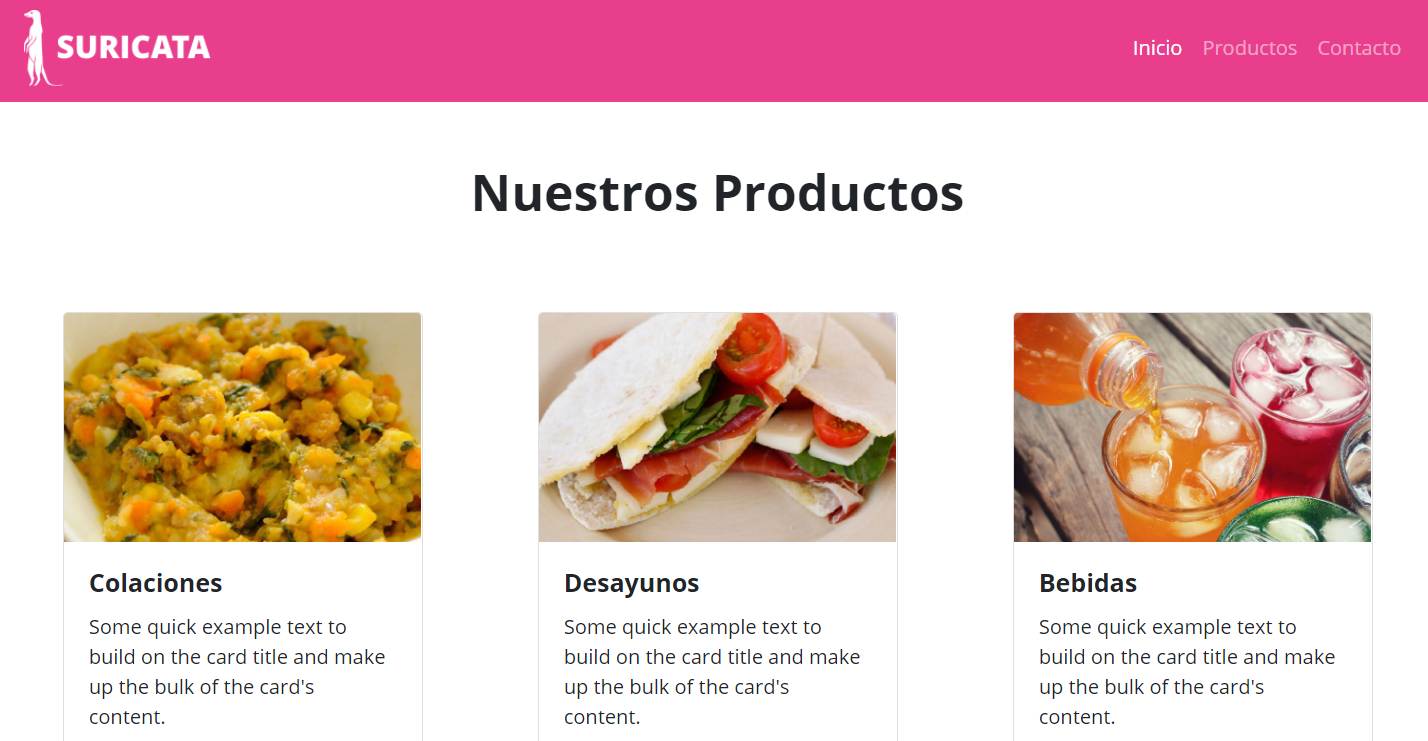 SURICATA
Inicio Productos Contacto
Nuestros Productos
Colaciones
Some quick example text to
build on the card title and make
up the bulk of the card's
content.
Desayunos
Some quick example text to
build on the card title and make
up the bulk of the card's
content.
Bebidas
Some quick example text to
build on the card title and make
up the bulk of the card's
content.